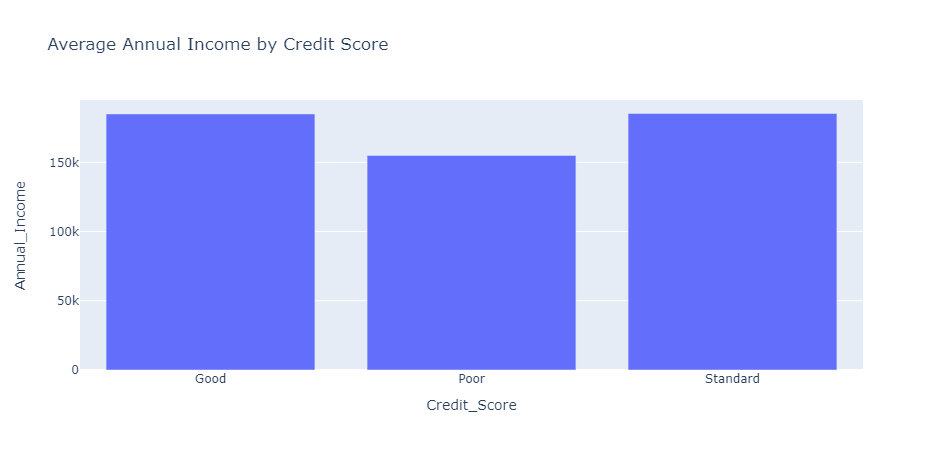 Average Annual Income by Credit Score
Annual_Income
150k
100k
50k
0
Good Poor Standard
Credit_Score